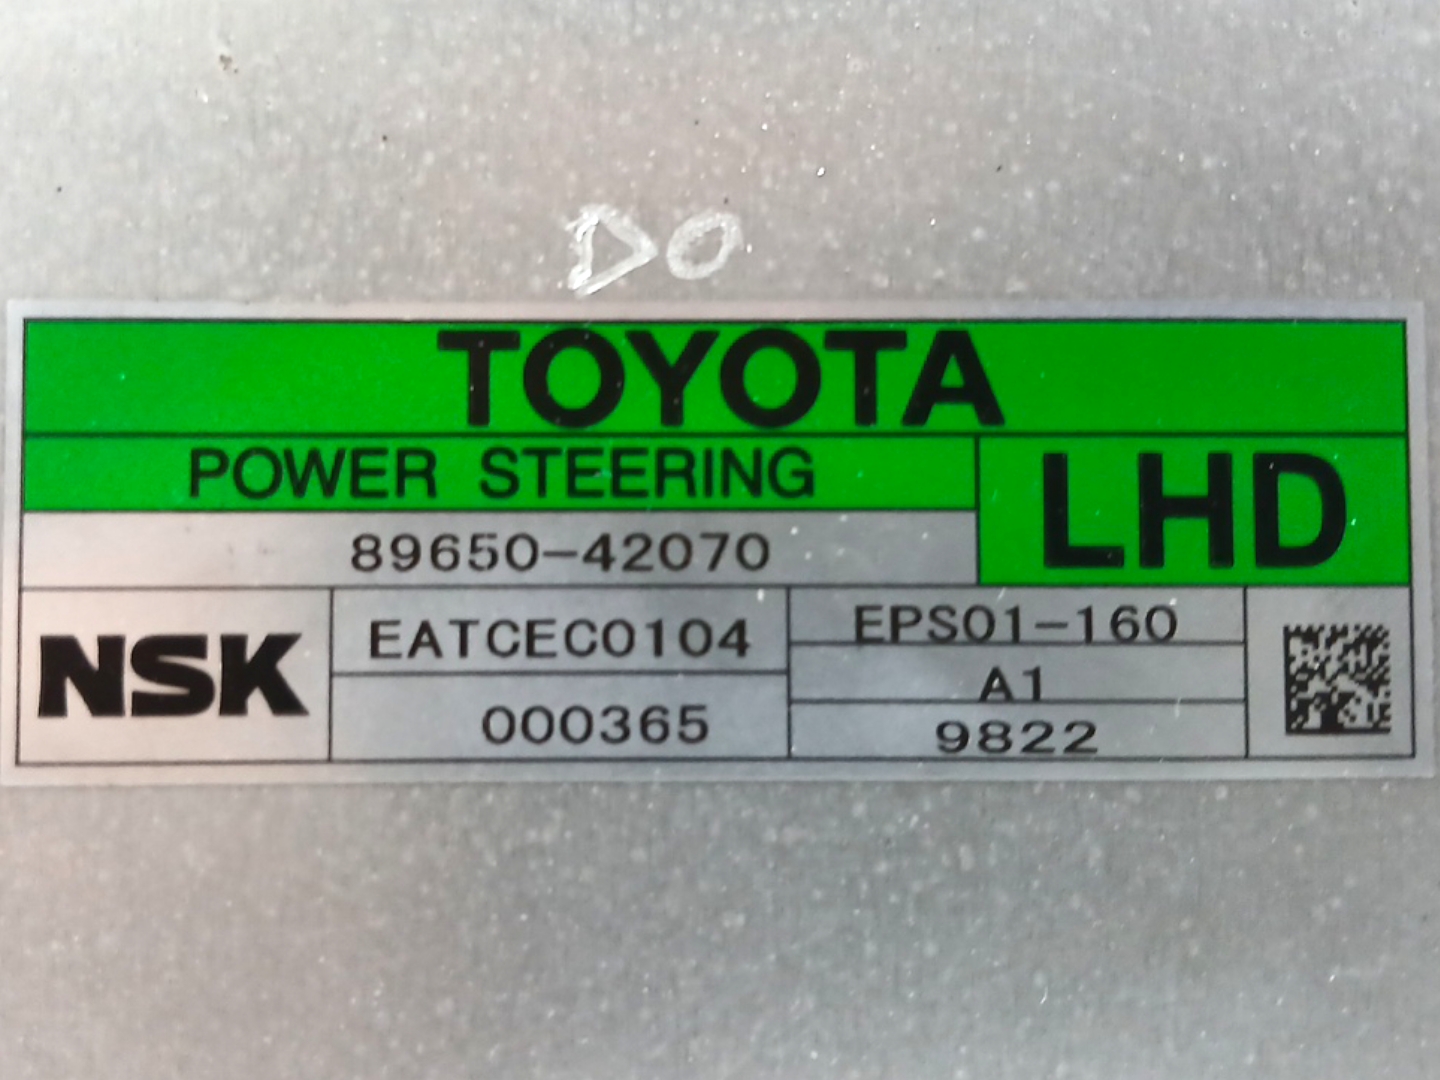 DO
TOYOTA
POWER STEERING
LHD
89650-42070
NSK
EATCEC0104
000365
EPS01-160
A1
9822